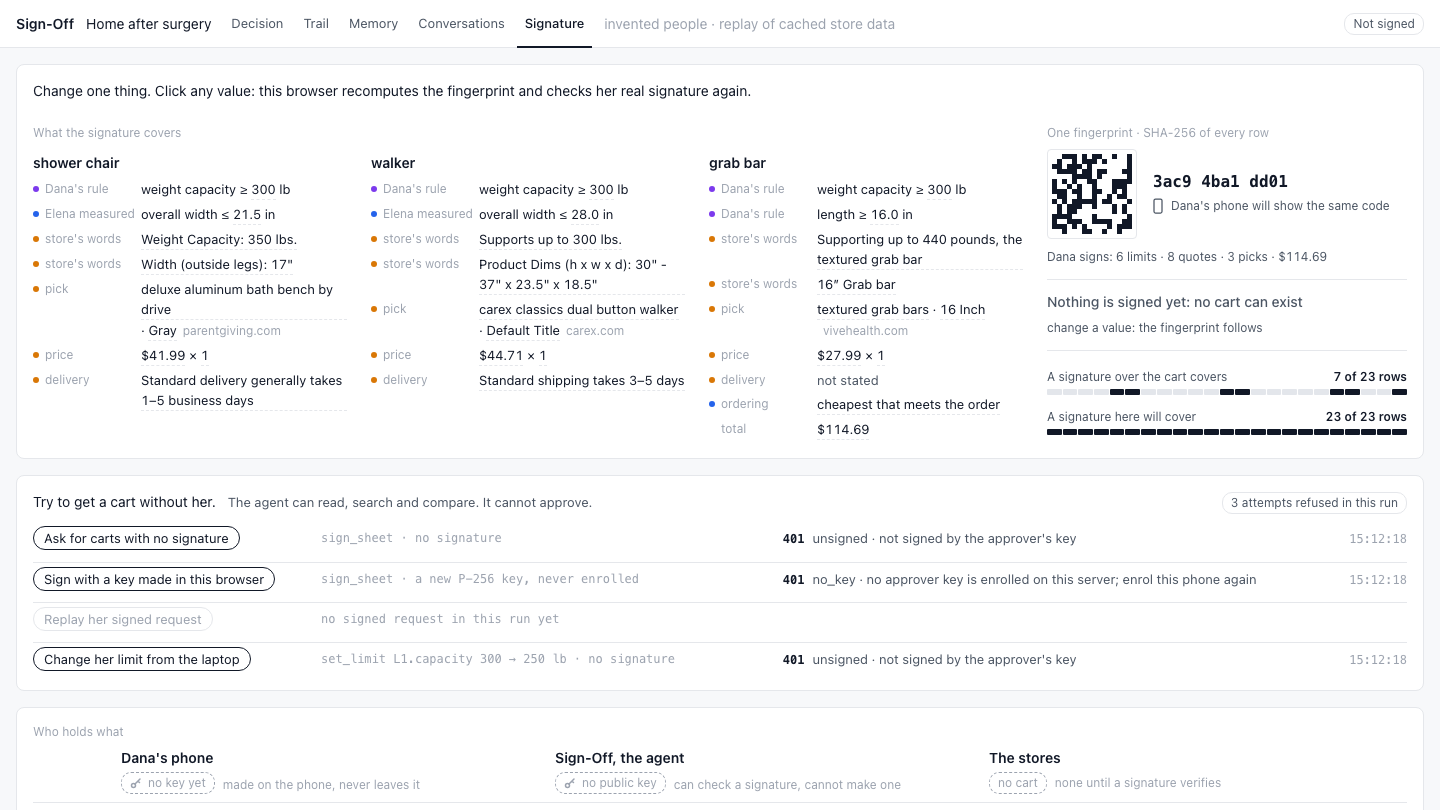 Sign-Off Home after surgery Decision Trail Memory Conversations Signature invented people · replay of cached store data Not signed
Change one thing. Click any value: this browser recomputes the fingerprint and checks her real signature again.
What the signature covers
shower chair
Dana's rule weight capacity ≥ 300 lb
Elena measured overall width ≤ 21.5 in
store's words Weight Capacity: 350 lbs.
store's words Width (outside legs): 17"
pick deluxe aluminum bath bench by
drive
· Gray parentgiving.com
price $41.99 × 1
delivery Standard delivery generally takes
1–5 business days
walker
Dana's rule weight capacity ≥ 300 lb
Elena measured overall width ≤ 28.0 in
store's words Supports up to 300 lbs.
store's words Product Dims (h x w x d): 30" -
37" x 23.5" x 18.5"
pick carex classics dual button walker
· Default Title carex.com
price $44.71 × 1
delivery Standard shipping takes 3–5 days
grab bar
Dana's rule weight capacity ≥ 300 lb
Dana's rule length ≥ 16.0 in
store's words Supporting up to 440 pounds, the
textured grab bar
store's words 16” Grab bar
pick textured grab bars · 16 Inch
vivehealth.com
price $27.99 × 1
delivery not stated
ordering cheapest that meets the order
total $114.69
One fingerprint · SHA-256 of every row
3ac9 4ba1 dd01
Dana's phone will show the same code
Dana signs: 6 limits · 8 quotes · 3 picks · $114.69
Nothing is signed yet: no cart can exist
change a value: the fingerprint follows
A signature over the cart covers 7 of 23 rows
A signature here will cover 23 of 23 rows
Try to get a cart without her. The agent can read, search and compare. It cannot approve. 3 attempts refused in this run
Ask for carts with no signature sign_sheet · no signature 401 unsigned · not signed by the approver's key 15:12:18
Sign with a key made in this browser sign_sheet · a new P-256 key, never enrolled 401 no_key · no approver key is enrolled on this server; enrol this phone again 15:12:18
Replay her signed request no signed request in this run yet
Change her limit from the laptop set_limit L1.capacity 300 → 250 lb · no signature 401 unsigned · not signed by the approver's key 15:12:18
Who holds what
Dana's phone Sign-Off, the agent The stores
no key yet made on the phone, never leaves it no public key can check a signature, cannot make one no cart none until a signature verifies